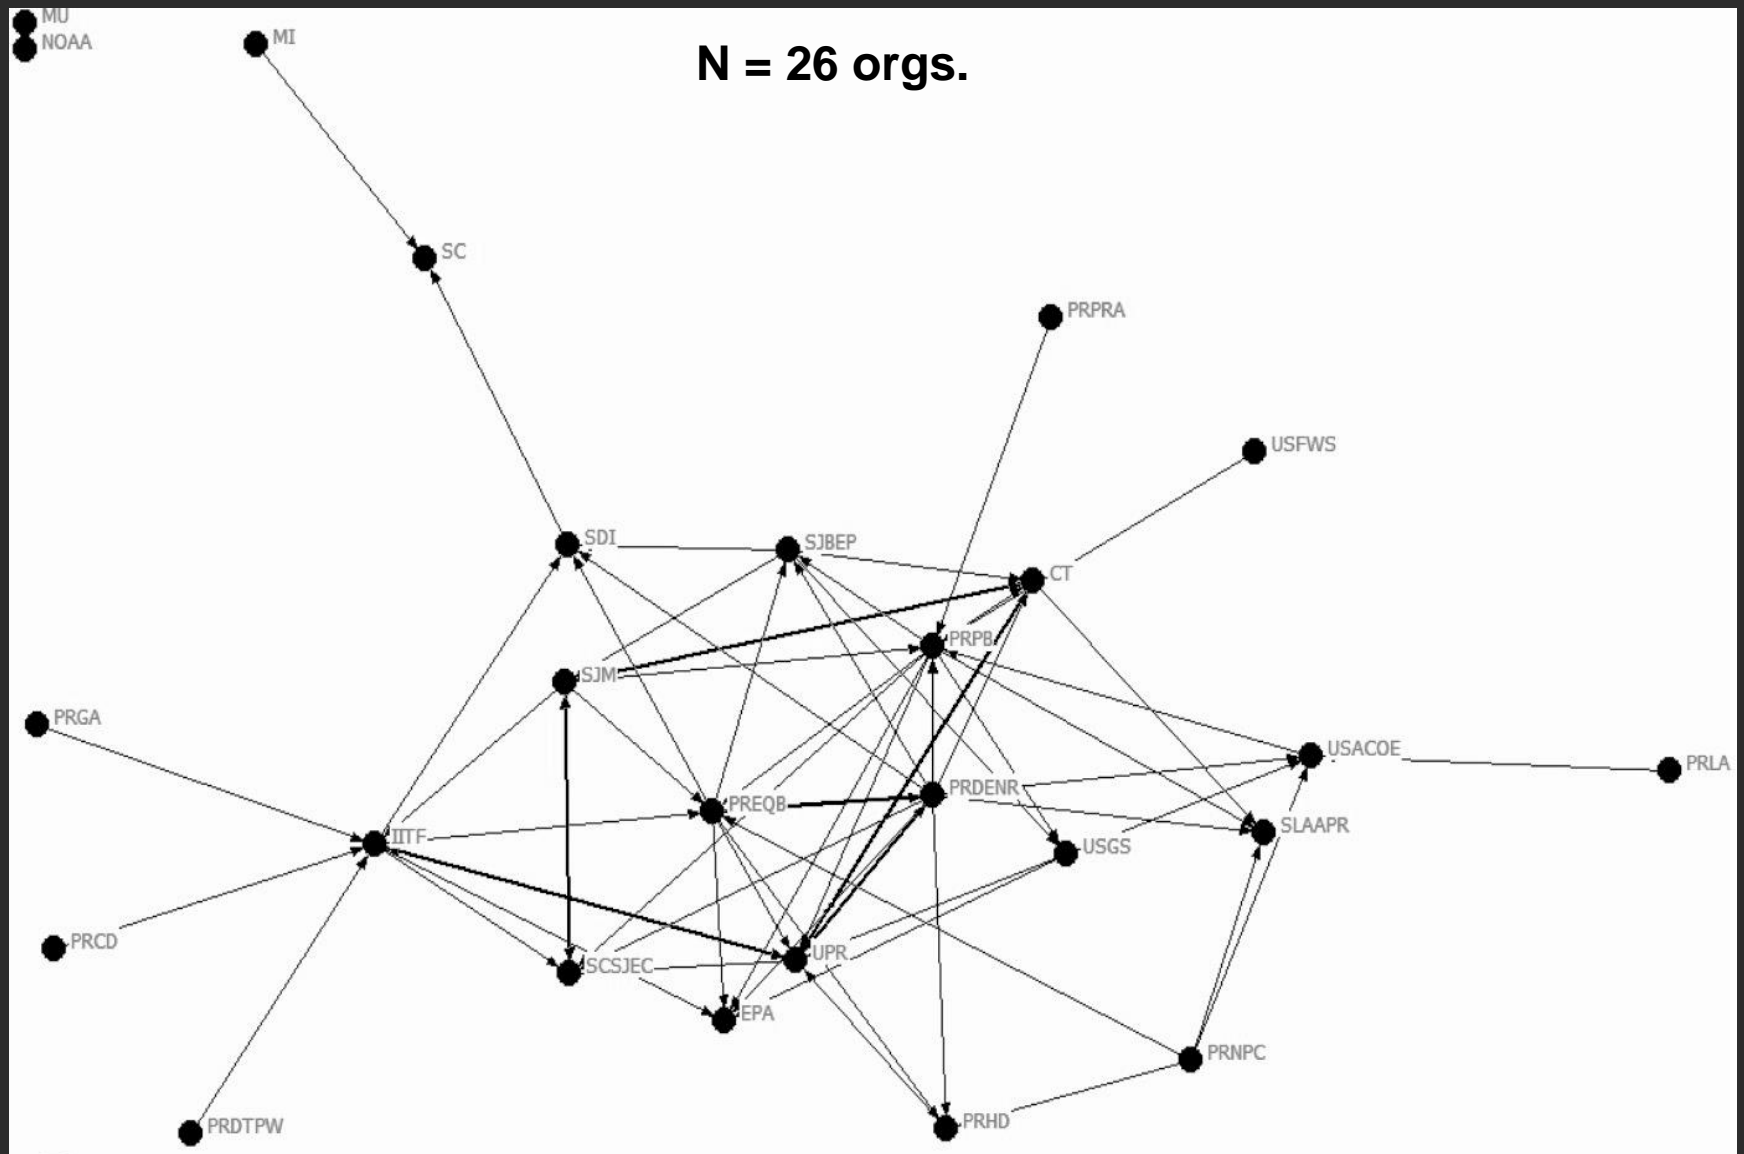 MU
NOAA
MI
N = 26 orgs.
SC
PRPRA
USFWS
SDI
SJBEP
CT
PRPB
SJM
PRGA
USACOE
PRLA
PREQB
PRDENR
SLAAPR
IITF
USGS
PRCD
UPR
SCSJEC
EPA
PRNPC
PRHD
PRDTPW